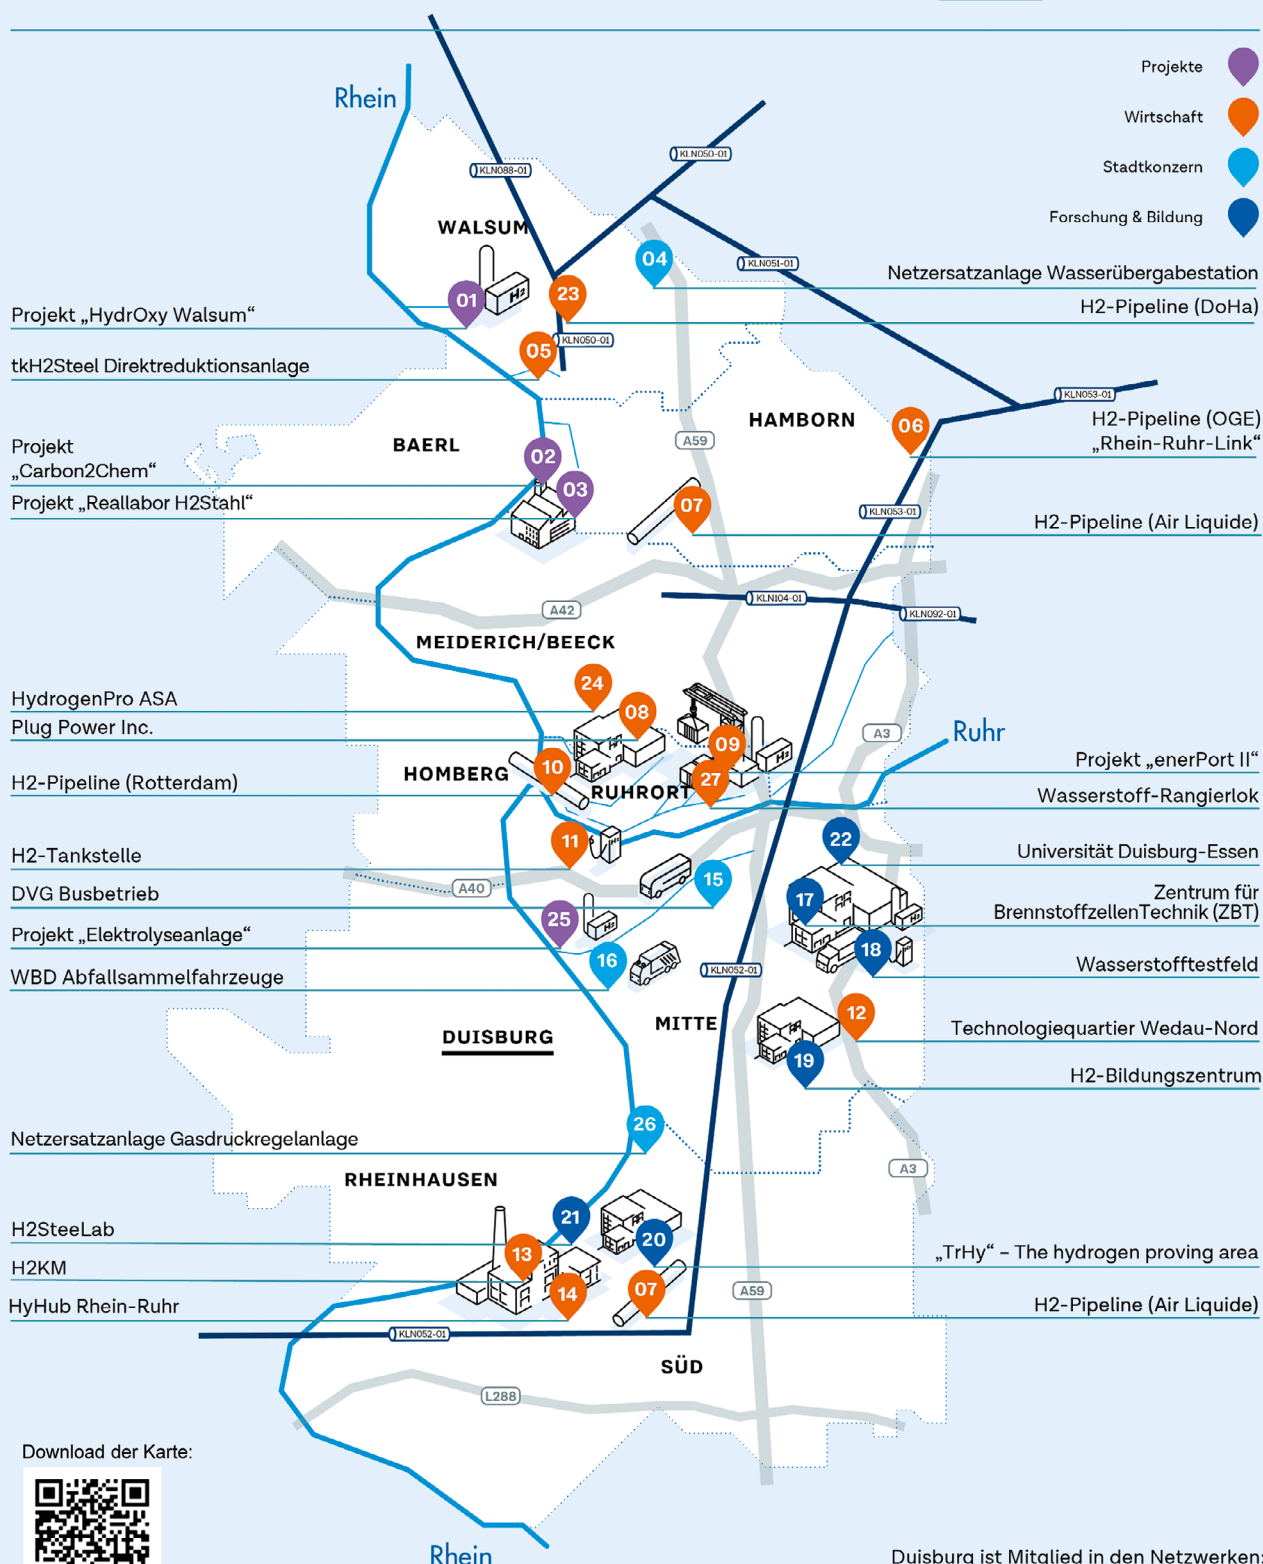 Projekte
Wirtschaft
Stadtkonzern
Forschung & Bildung
Rhein
KLN088-01
KLN050-01
WALSUM
KLN051-01
04
Netzersatzanlage Wasserübergabestation
H2
01
23
H2-Pipeline (DoHa)
Projekt „HydrOxy Walsum“
KLN050-01
05
tkH2Steel Direktreduktionsanlage
KLN053-01
HAMBORN
06
H2-Pipeline (OGE)
„Rhein-Ruhr-Link“
A59
BAERL
Projekt
„Carbon2Chem“
02
03
Projekt „Reallabor H2Stahl“
07
KLN053-01
H2-Pipeline (Air Liquide)
A42
KLN104-01
KLN092-01
MEIDERICH/BEECK
24
HydrogenPro ASA
08
Plug Power Inc.
09
H2
A3
Ruhr
Projekt „enerPort II“
HOMBERG
10
27
H2-Pipeline (Rotterdam)
RUHRORT
Wasserstoff-Rangierlok
11
22
H2-Tankstelle
Universität Duisburg-Essen
A40
15
DVG Busbetrieb
17
Zentrum für
BrennstoffzellenTechnik (ZBT)
25
H2
H2
Projekt „Elektrolyseanlage“
16
18
WBD Abfallsammelfahrzeuge
KLN052-01
Wasserstofftestfeld
DUISBURG
MITTE
12
Technologiequartier Wedau-Nord
19
H2-Bildungszentrum
26
Netzersatzanlage Gasdruckregelanlage
A3
RHEINHAUSEN
21
H2SteeLab
20
„TrHy“ – The hydrogen proving area
13
H2KM
14
07
A59
HyHub Rhein-Ruhr
H2-Pipeline (Air Liquide)
KLN052-01
SÜD
L288
Download der Karte:
Rhein
Duisburg ist Mitglied in den Netzwerken: